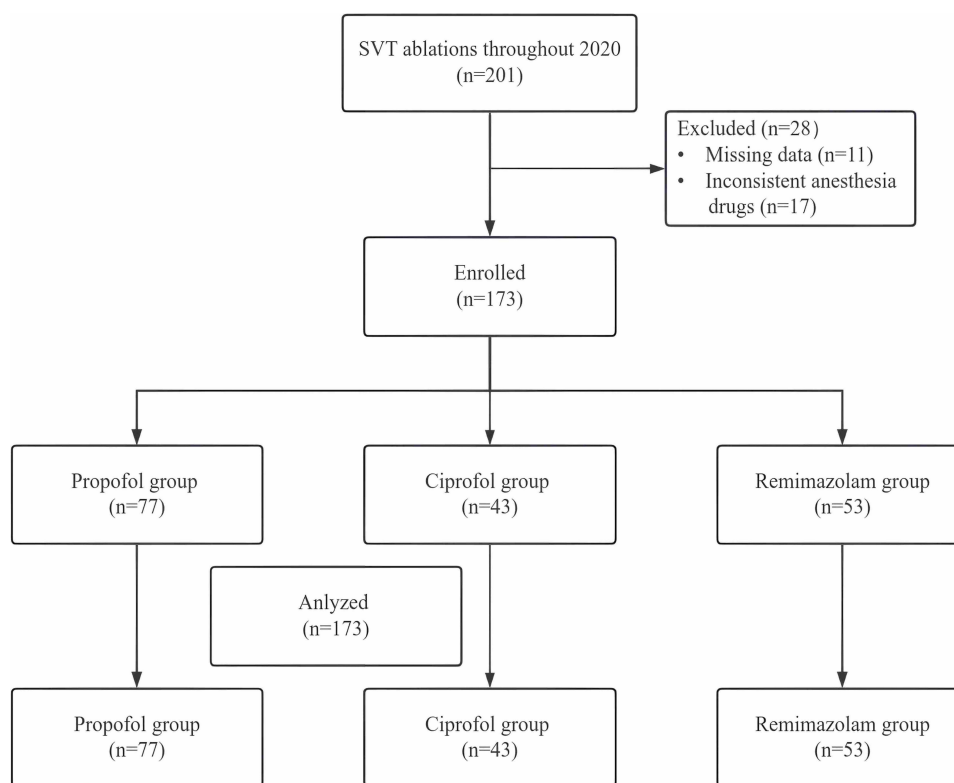 SVT ablations throughout 2020
(n=201)
Excluded (n=28)
• Missing data (n=11)
• Inconsistent anesthesia
drugs (n=17)
Enrolled
(n=173)
Propofol group
(n=77)
Ciprofol group
(n=43)
Remimazolam group
(n=53)
Anlyzed
(n=173)
Propofol group
(n=77)
Ciprofol group
(n=43)
Remimazolam group
(n=53)